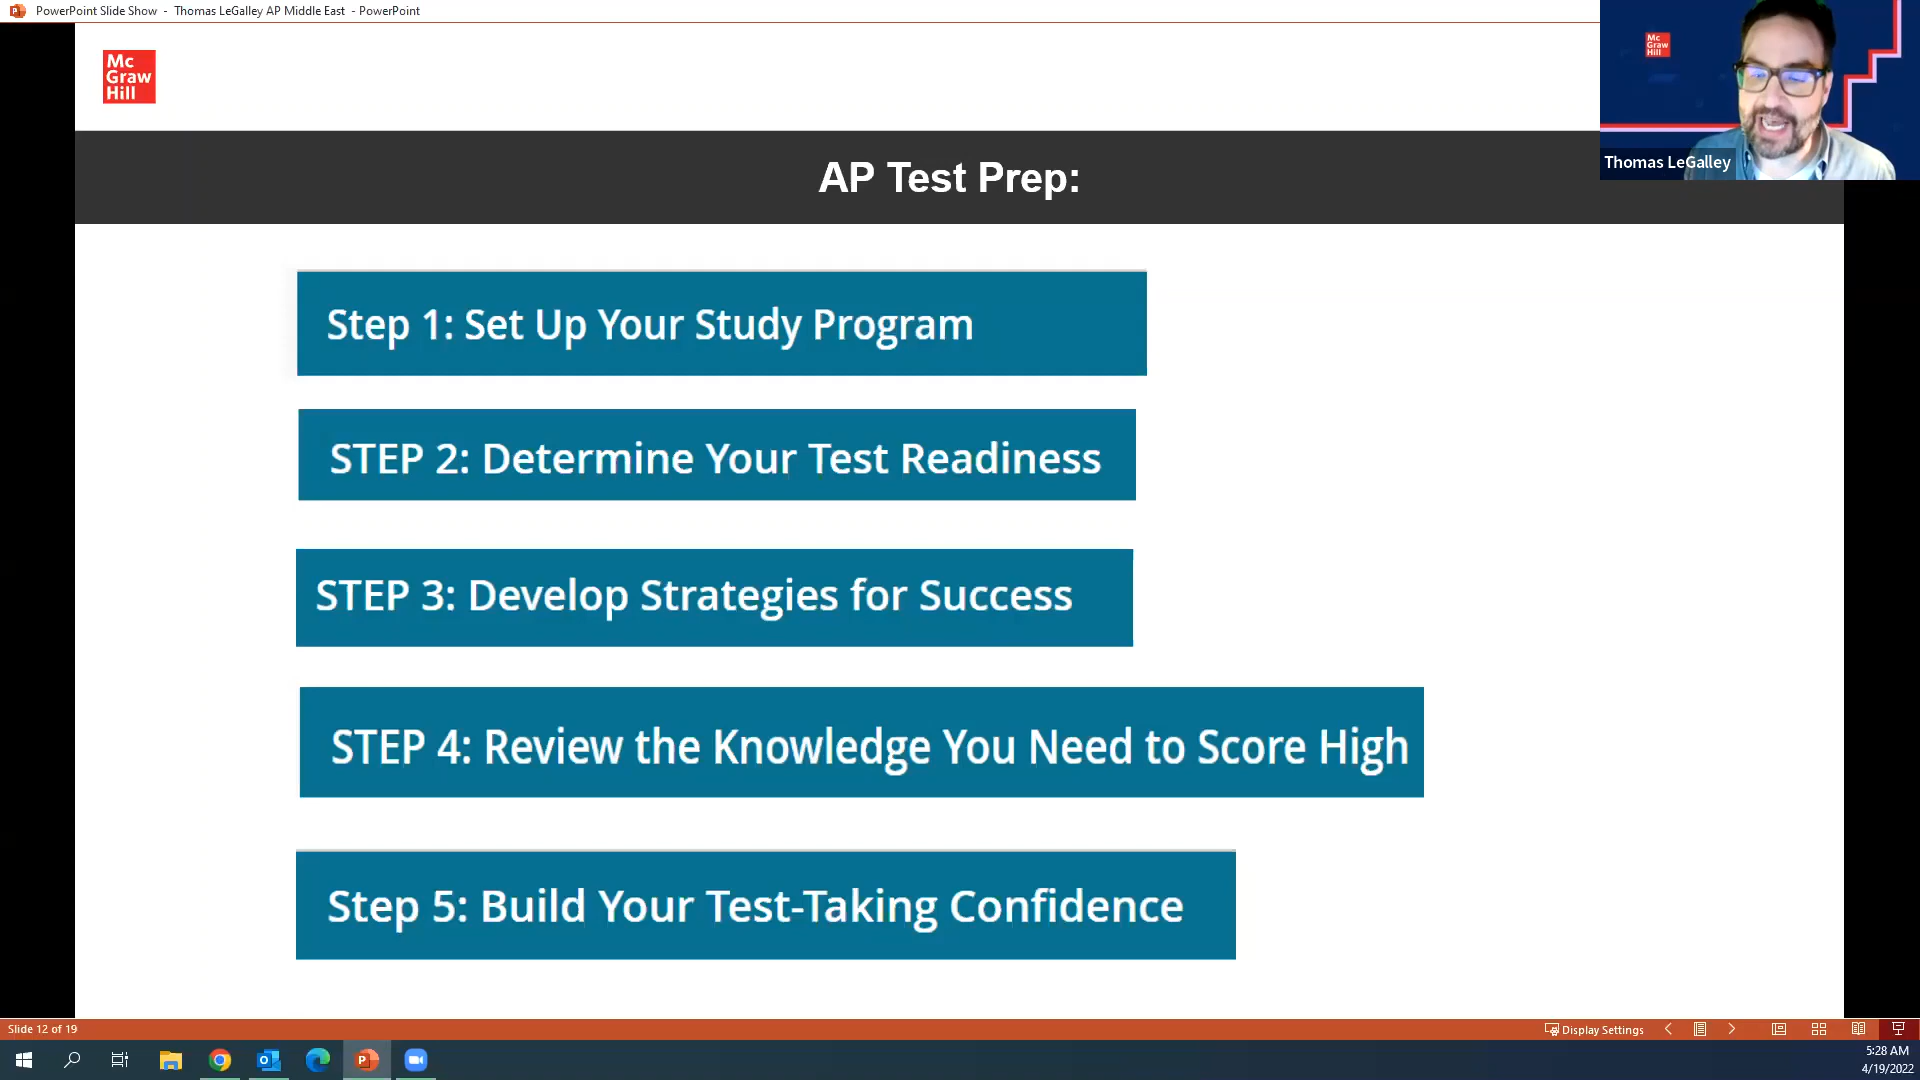 PowerPoint Slide Show - Thomas LeGalley AP Middle East - PowerPoint
Mc
Graw
Hill
Mc
Graw
Hill
Thomas LeGalley
AP Test Prep:
Step 1: Set Up Your Study Program
STEP 2: Determine Your Test Readiness
STEP 3: Develop Strategies for Success
STEP 4: Review the Knowledge You Need to Score High
Step 5: Build Your Test-Taking Confidence
Slide 12 of 19
Display Settings
5:28 AM
4/19/2022